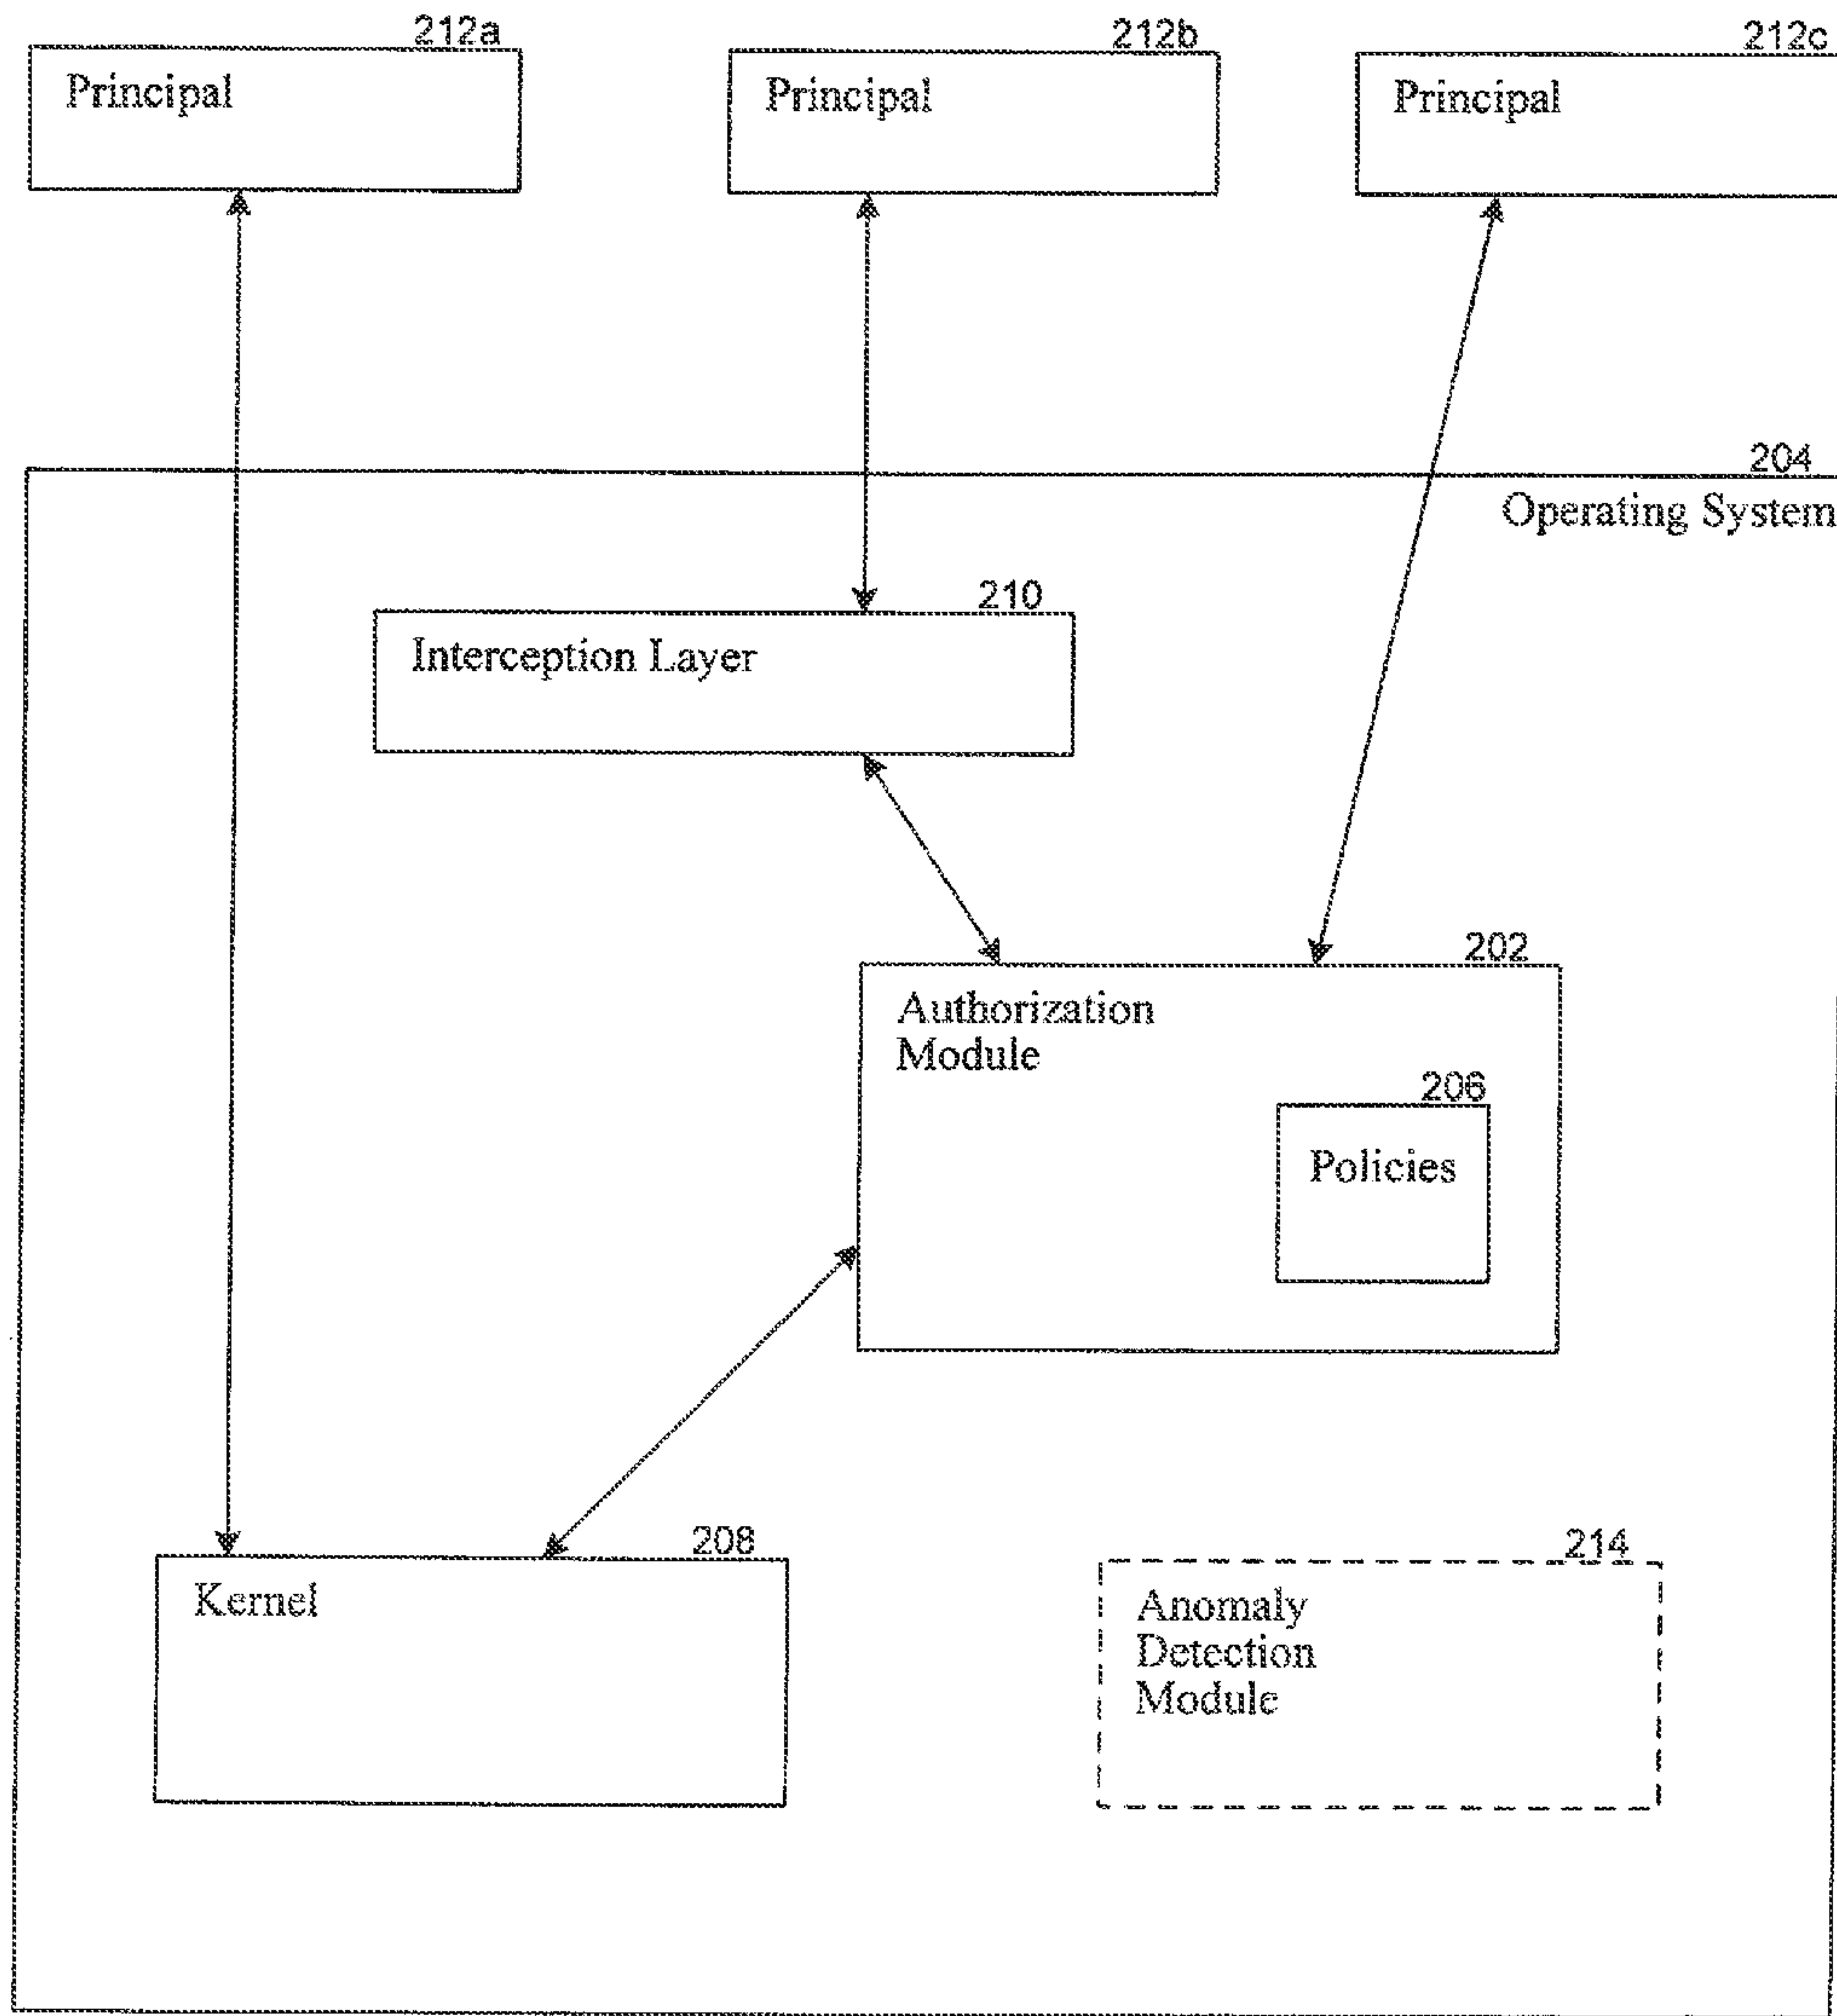 212a
212b
212c
Principal
Principal
Principal
204
Operating System
210
Interception Layer
202
Authorization
Module
206
Policies
208
Kernel
214
Anomaly
Detection
Module